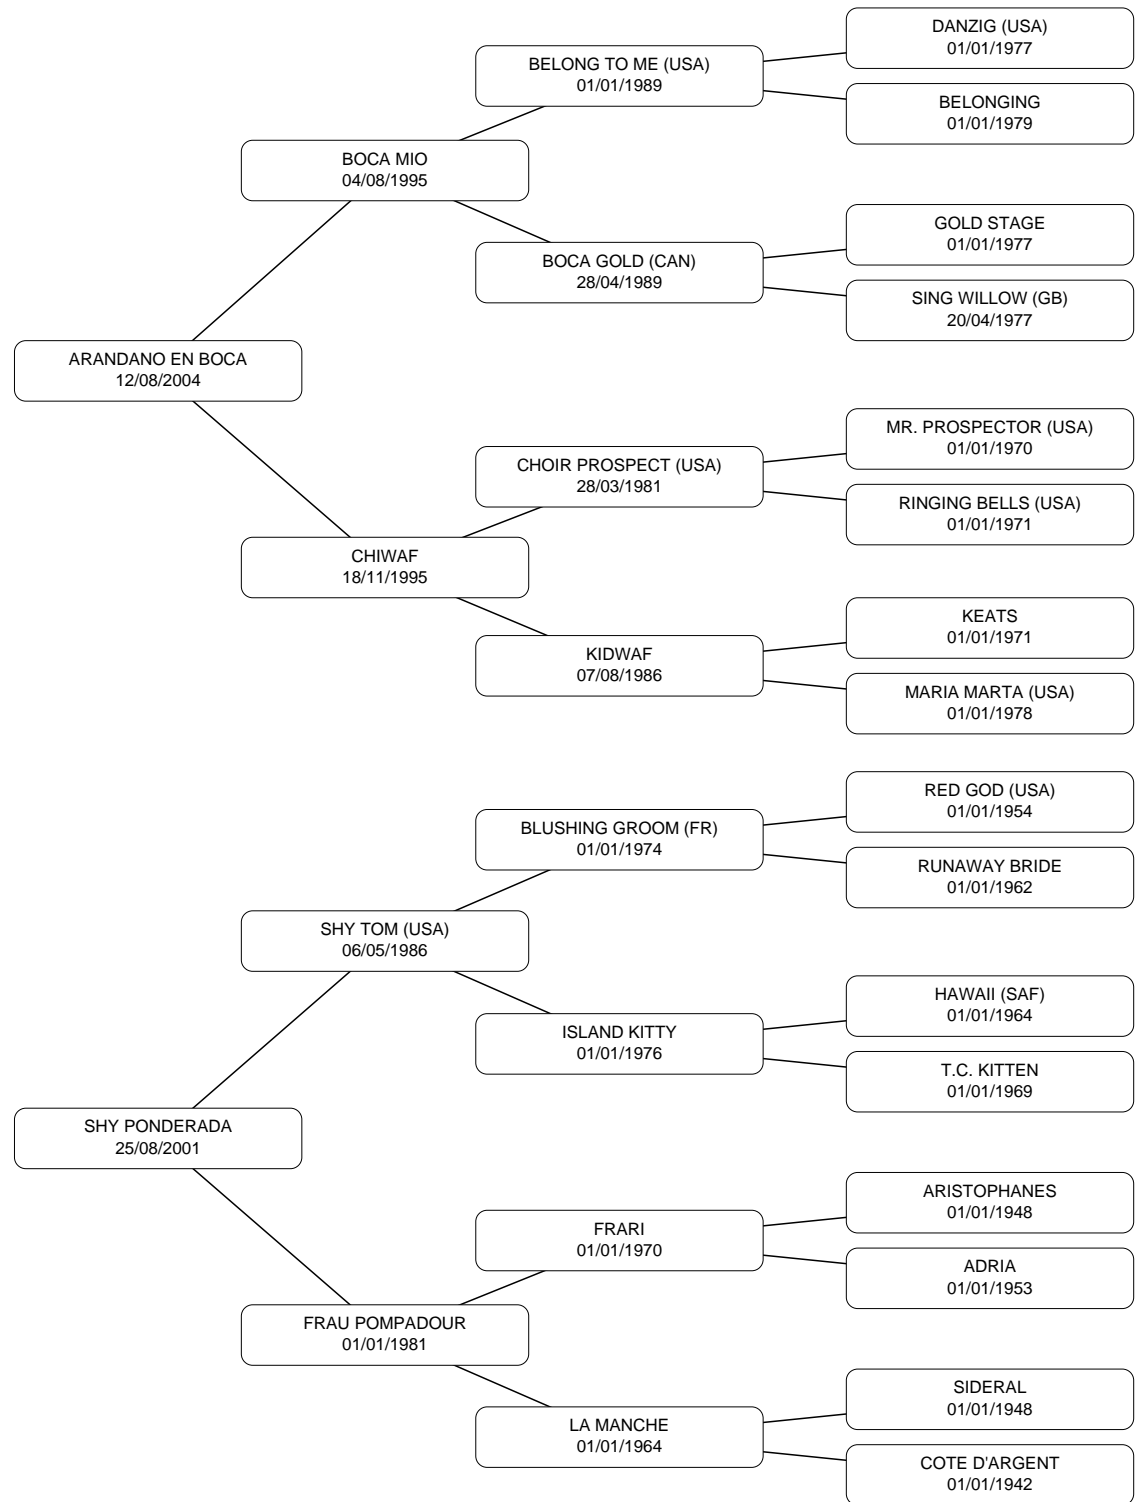 DANZIG (USA)
01/01/1977
BELONG TO ME (USA)
01/01/1989
BELONGING
01/01/1979
BOCA MIO
04/08/1995
GOLD STAGE
01/01/1977
BOCA GOLD (CAN)
28/04/1989
SING WILLOW (GB)
20/04/1977
ARANDANO EN BOCA
12/08/2004
MR. PROSPECTOR (USA)
01/01/1970
CHOIR PROSPECT (USA)
28/03/1981
RINGING BELLS (USA)
01/01/1971
CHIWAF
18/11/1995
KEATS
01/01/1971
KIDWAF
07/08/1986
MARIA MARTA (USA)
01/01/1978
RED GOD (USA)
01/01/1954
BLUSHING GROOM (FR)
01/01/1974
RUNAWAY BRIDE
01/01/1962
SHY TOM (USA)
06/05/1986
HAWAII (SAF)
01/01/1964
ISLAND KITTY
01/01/1976
T.C. KITTEN
01/01/1969
SHY PONDERADA
25/08/2001
ARISTOPHANES
01/01/1948
FRARI
01/01/1970
ADRIA
01/01/1953
FRAU POMPADOUR
01/01/1981
SIDERAL
01/01/1948
LA MANCHE
01/01/1964
COTE D'ARGENT
01/01/1942